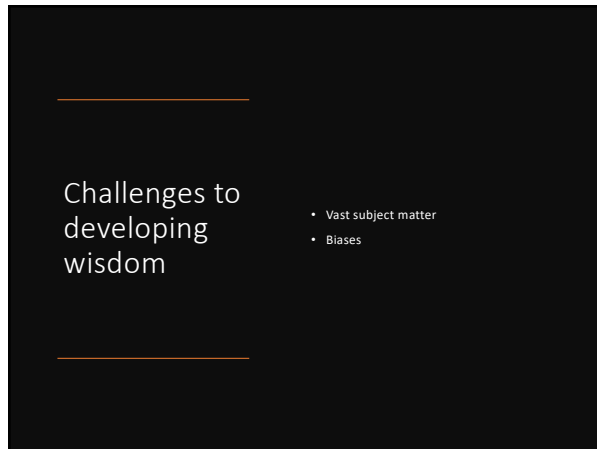 Challenges to
developing
wisdom
• Vast subject matter
• Biases